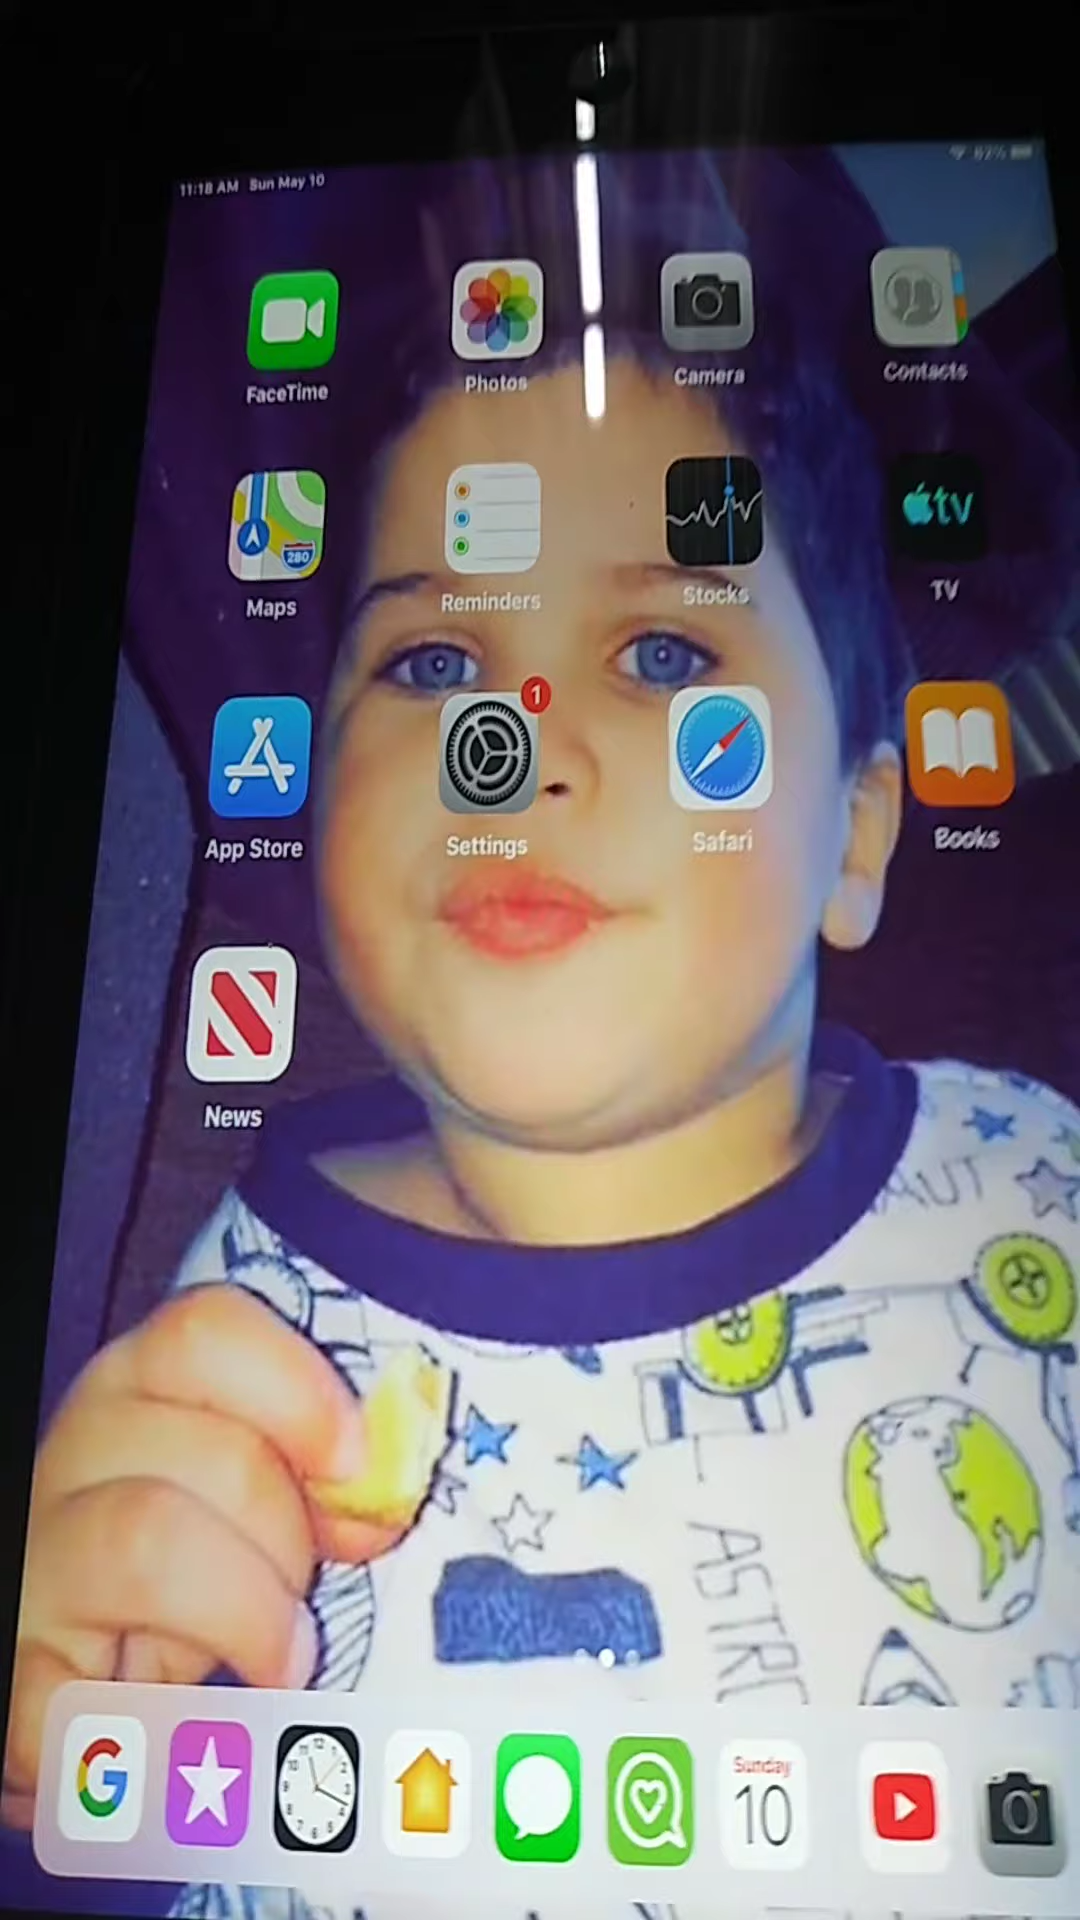 11:18 AM Sun May 10
82%
FaceTime
Photos
Camera
Contacts
280
tv
Maps
Reminders
Stocks
TV
1
App Store
Settings
Safari
Books
News
ASTRO
G
Sunday
10